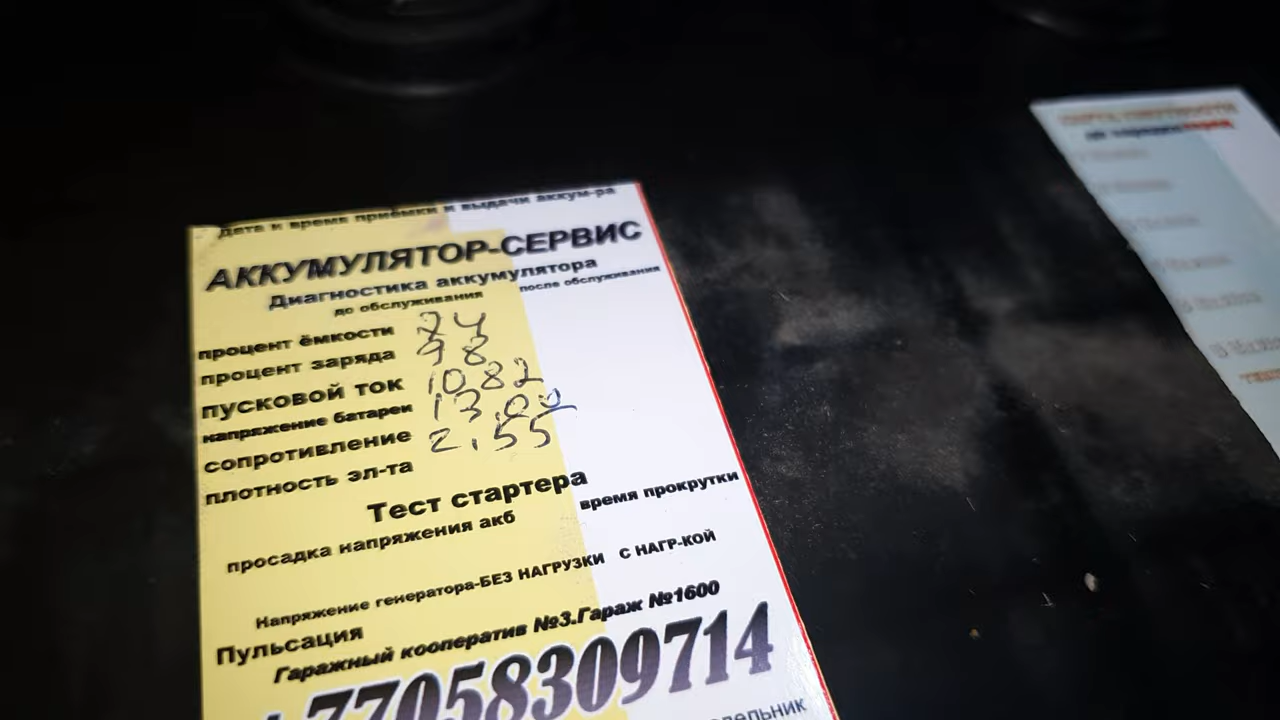 Дата и время приёмки и выдачи аккум-ра
АККУМУЛЯТОР-СЕРВИС
Диагностика аккумулятора
до обслуживания после обслуживания
процент ёмкости 74
процент заряда 98
пусковой ток 1082
напряжение батареи 13,02
сопротивление 2,55
плотность эл-та
Тест стартера
просадка напряжения акб время прокрутки
Напряжение генератора-БЕЗ НАГРУЗКИ С НАГР-КОЙ
Пульсация
Гаражный кооператив №3.Гараж №1600
+77058309714